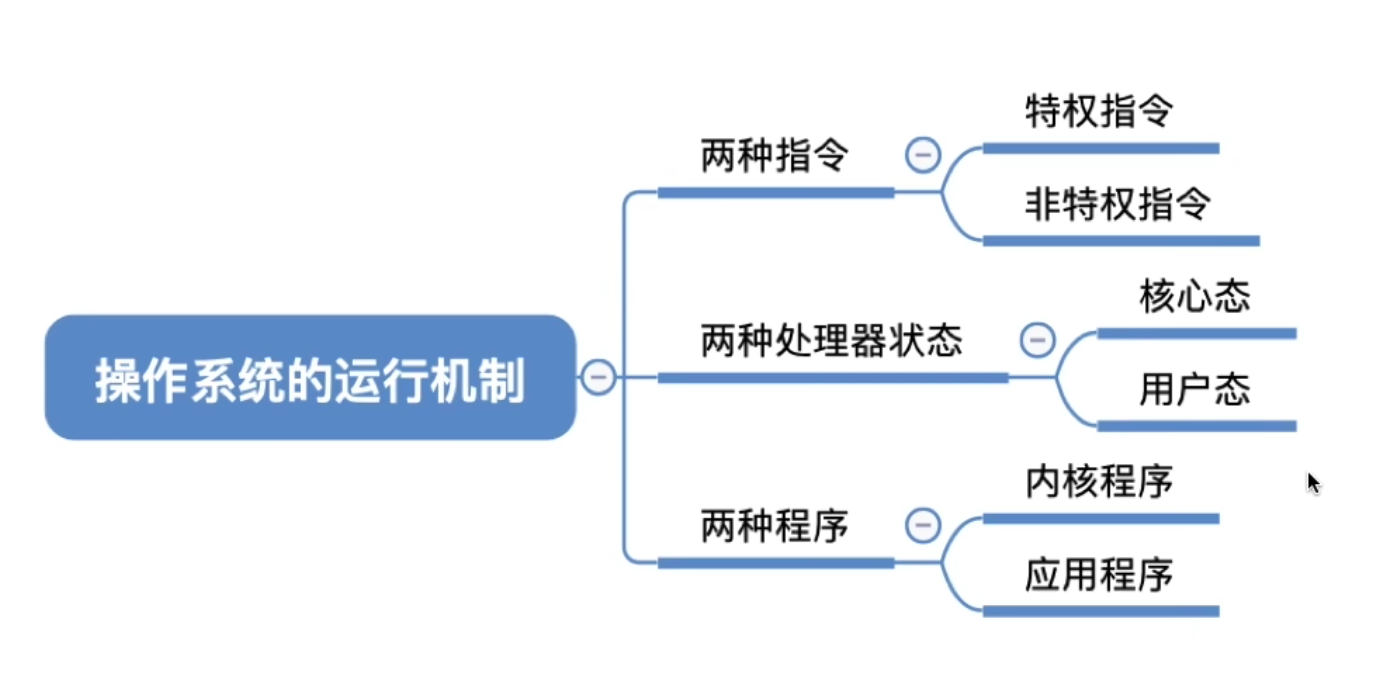 操作系统的运行机制
两种指令
特权指令
非特权指令
两种处理器状态
核心态
用户态
两种程序
内核程序
应用程序